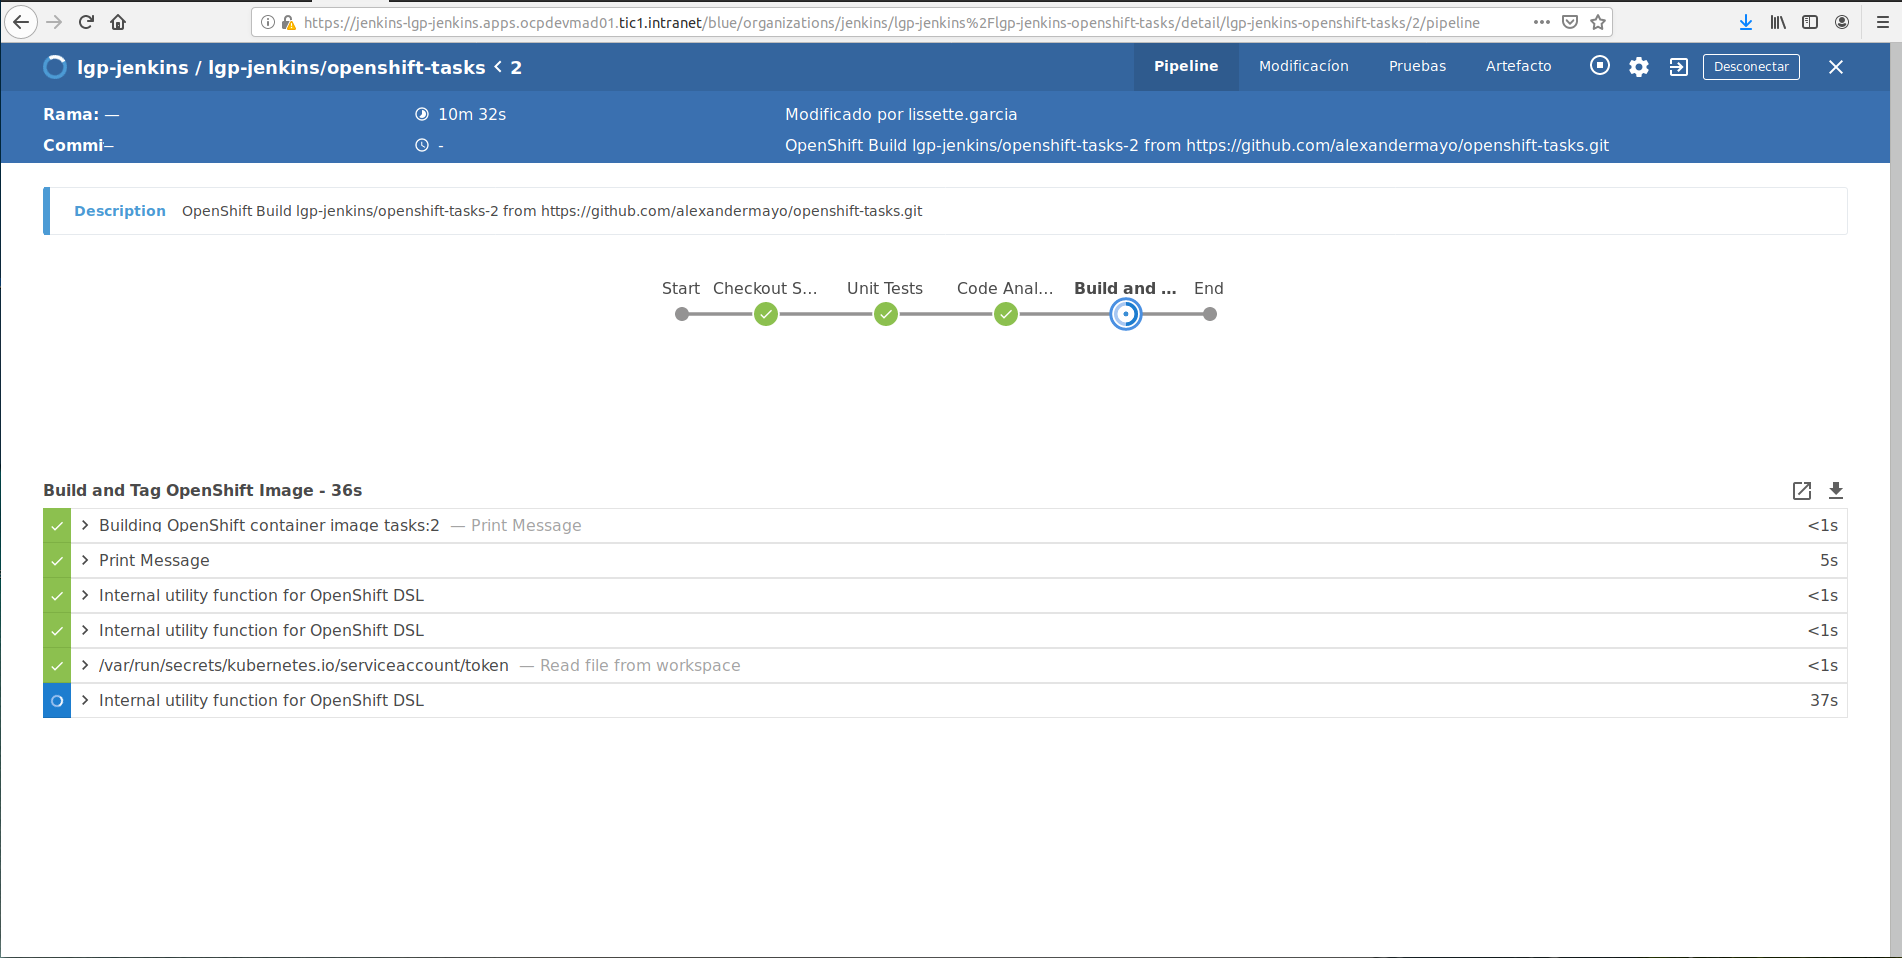 https://jenkins-lgp-jenkins.apps.ocpdevmad01.tic1.intranet/blue/organizations/jenkins/lgp-jenkins%2Flgp-jenkins-openshift-tasks/detail/lgp-jenkins-openshift-tasks/2/pipeline
lgp-jenkins / lgp-jenkins/openshift-tasks < 2
Pipeline Modificacíon Pruebas Artefacto Desconectar
Rama: — 10m 32s Modificado por lissette.garcia
Commi— - OpenShift Build lgp-jenkins/openshift-tasks-2 from https://github.com/alexandermayo/openshift-tasks.git
Description OpenShift Build lgp-jenkins/openshift-tasks-2 from https://github.com/alexandermayo/openshift-tasks.git
Start Checkout S... Unit Tests Code Anal... Build and ... End
Build and Tag OpenShift Image - 36s
Building OpenShift container image tasks:2 — Print Message <1s
Print Message 5s
Internal utility function for OpenShift DSL <1s
Internal utility function for OpenShift DSL <1s
/var/run/secrets/kubernetes.io/serviceaccount/token — Read file from workspace <1s
Internal utility function for OpenShift DSL 37s